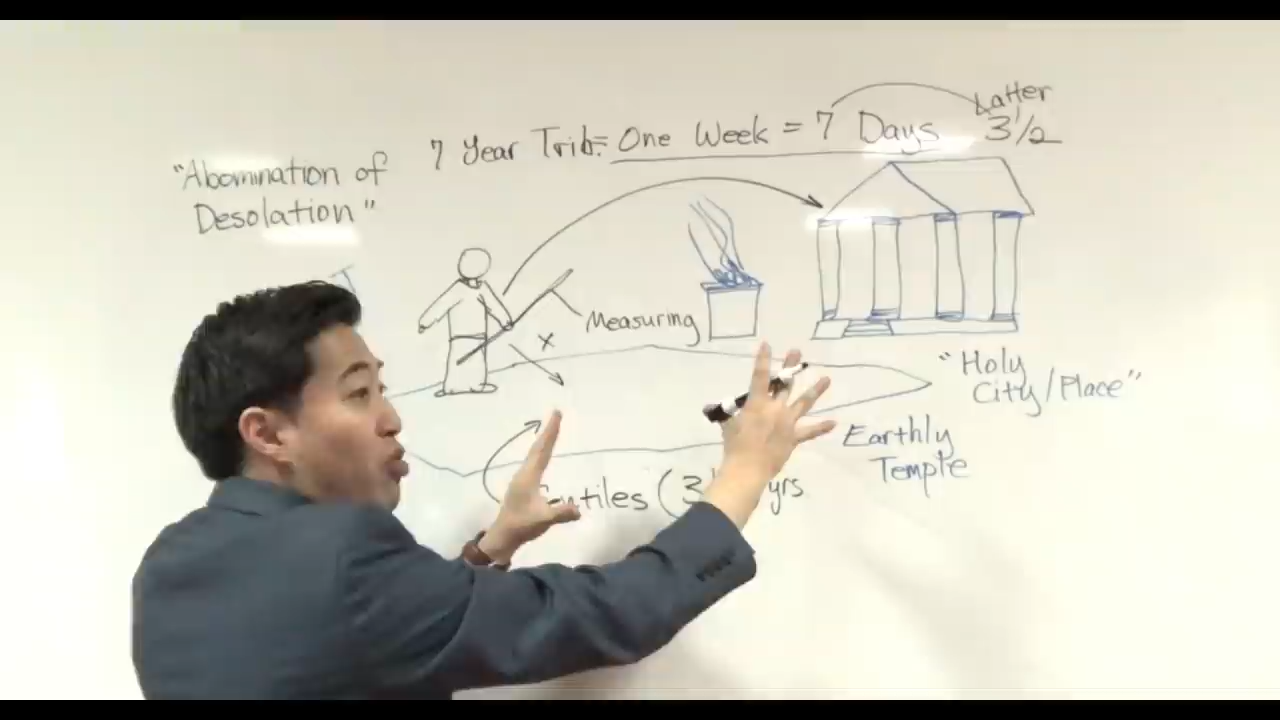 Latter
7 Year Trib = One Week = 7 Days 3½
"Abomination of
Desolation"
Measuring
x
"Holy
City/Place"
Earthly
Temple
(3 yrs